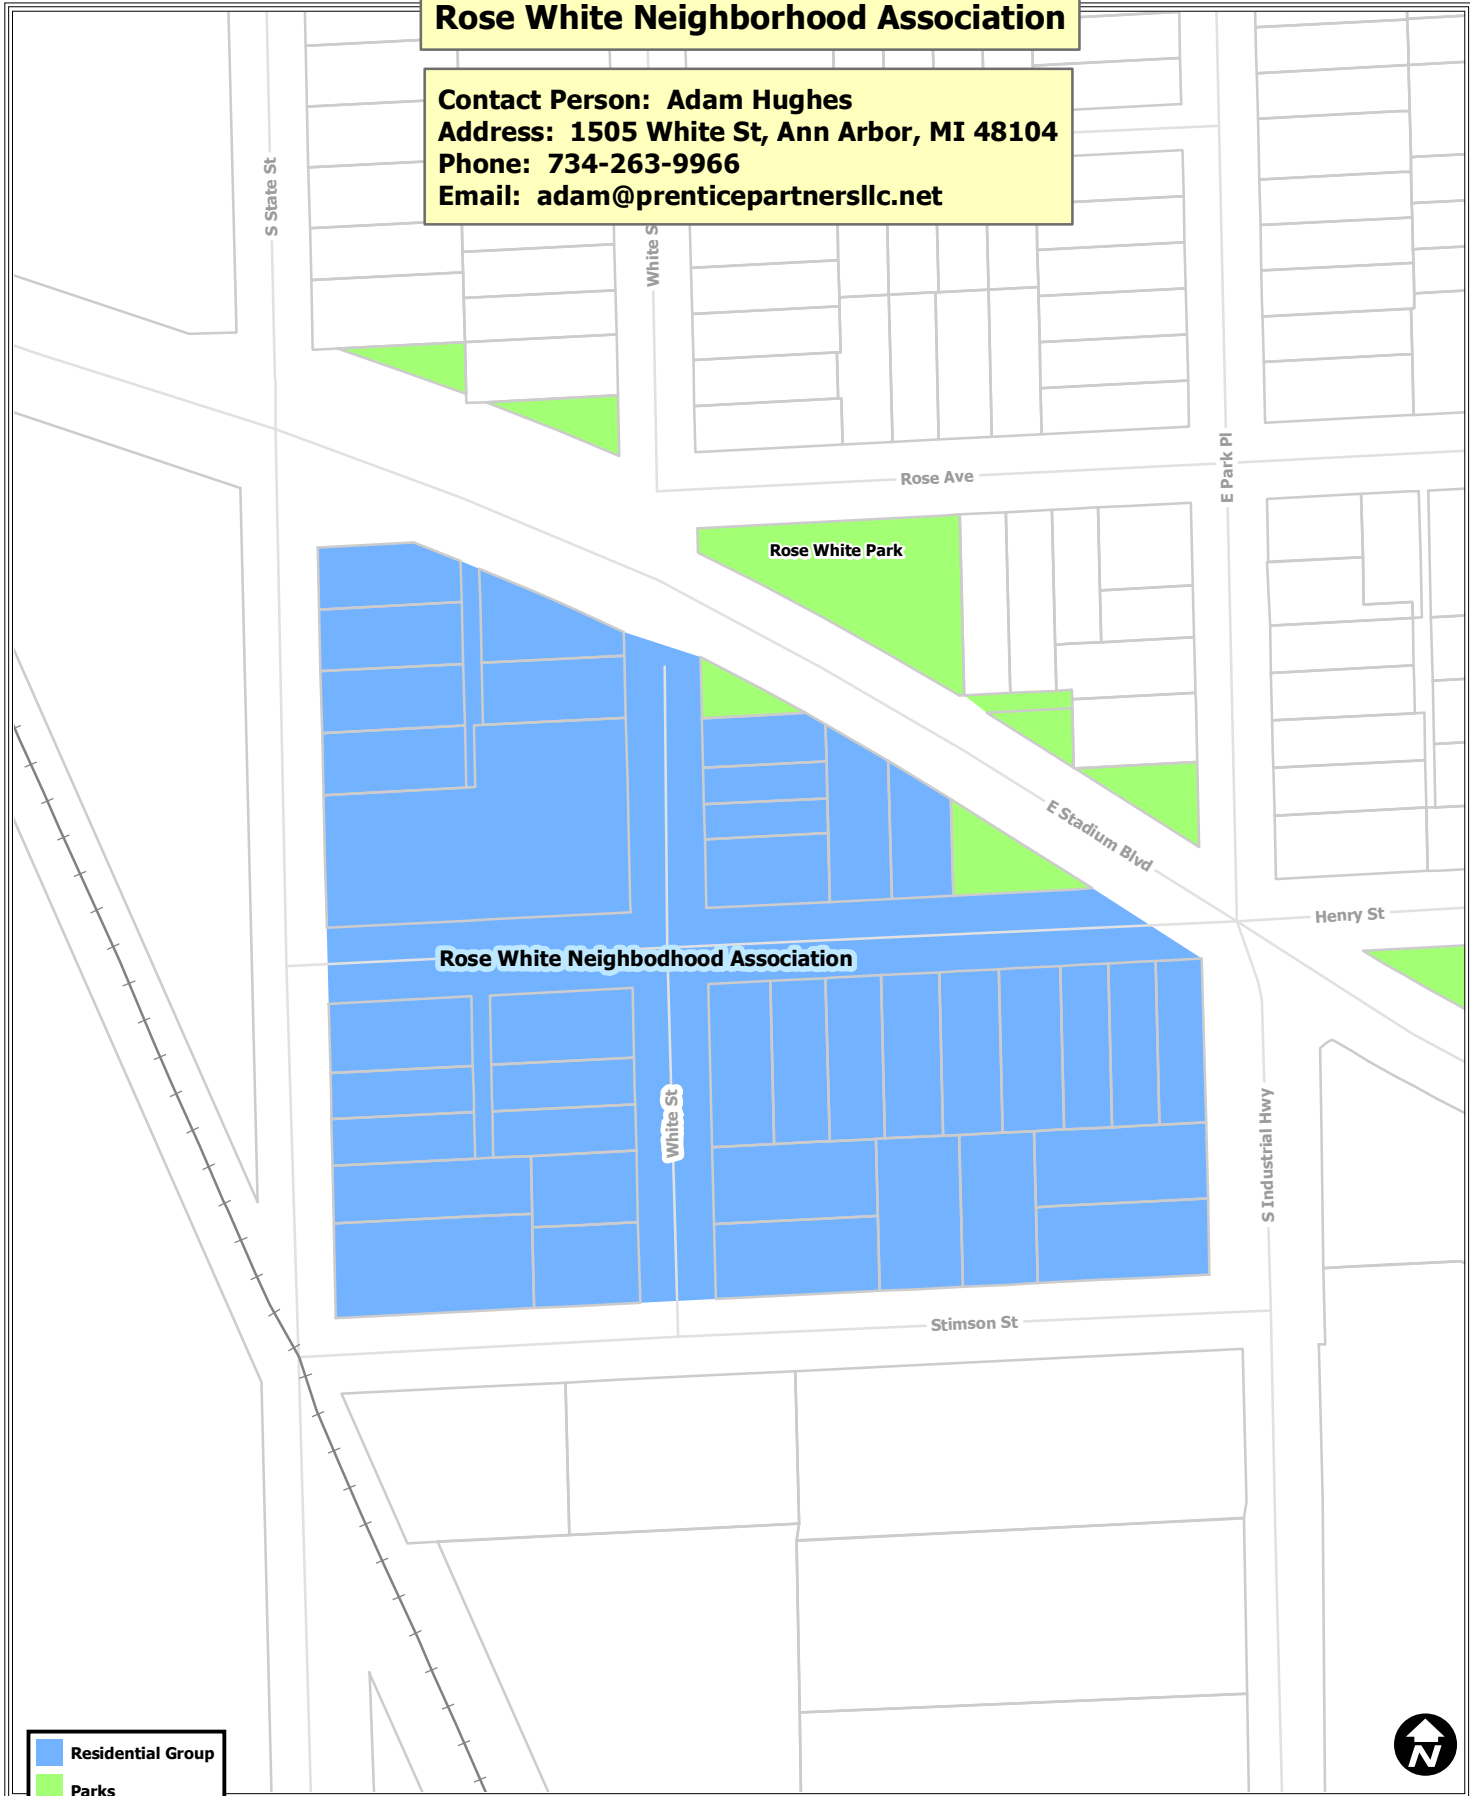 Rose White Neighborhood Association
Contact Person: Adam Hughes
Address: 1505 White St, Ann Arbor, MI 48104
Phone: 734-263-9966
Email: adam@prenticepartnersllc.net
S State St
White S
E Park Pl
Rose Ave
Rose White Park
E Stadium Blvd
Henry St
Rose White Neighbodhood Association
White St
S Industrial Hwy
Stimson St
Residential Group
Parks
N